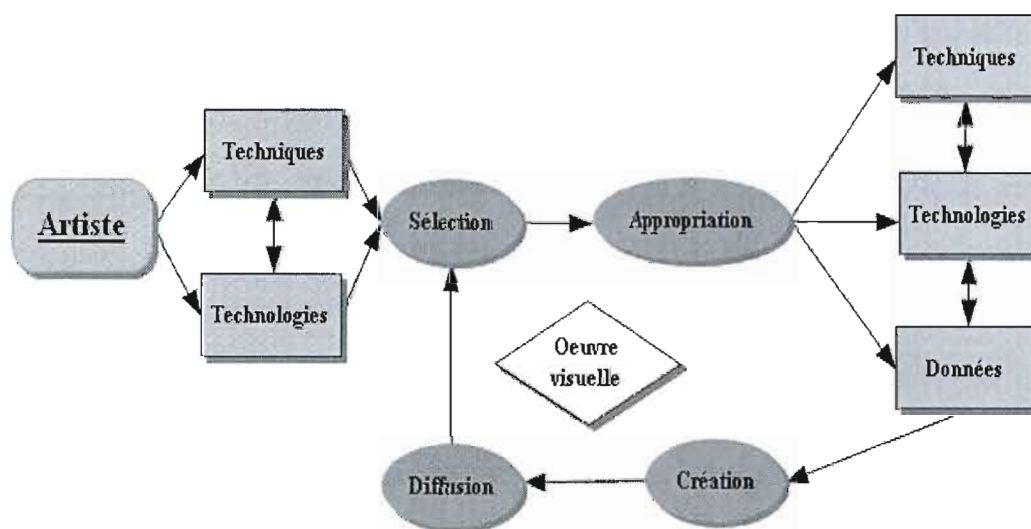 Artiste
Techniques
Technologies
Sélection
Appropriation
Techniques
Technologies
Données
Oeuvre
visuelle
Création
Diffusion